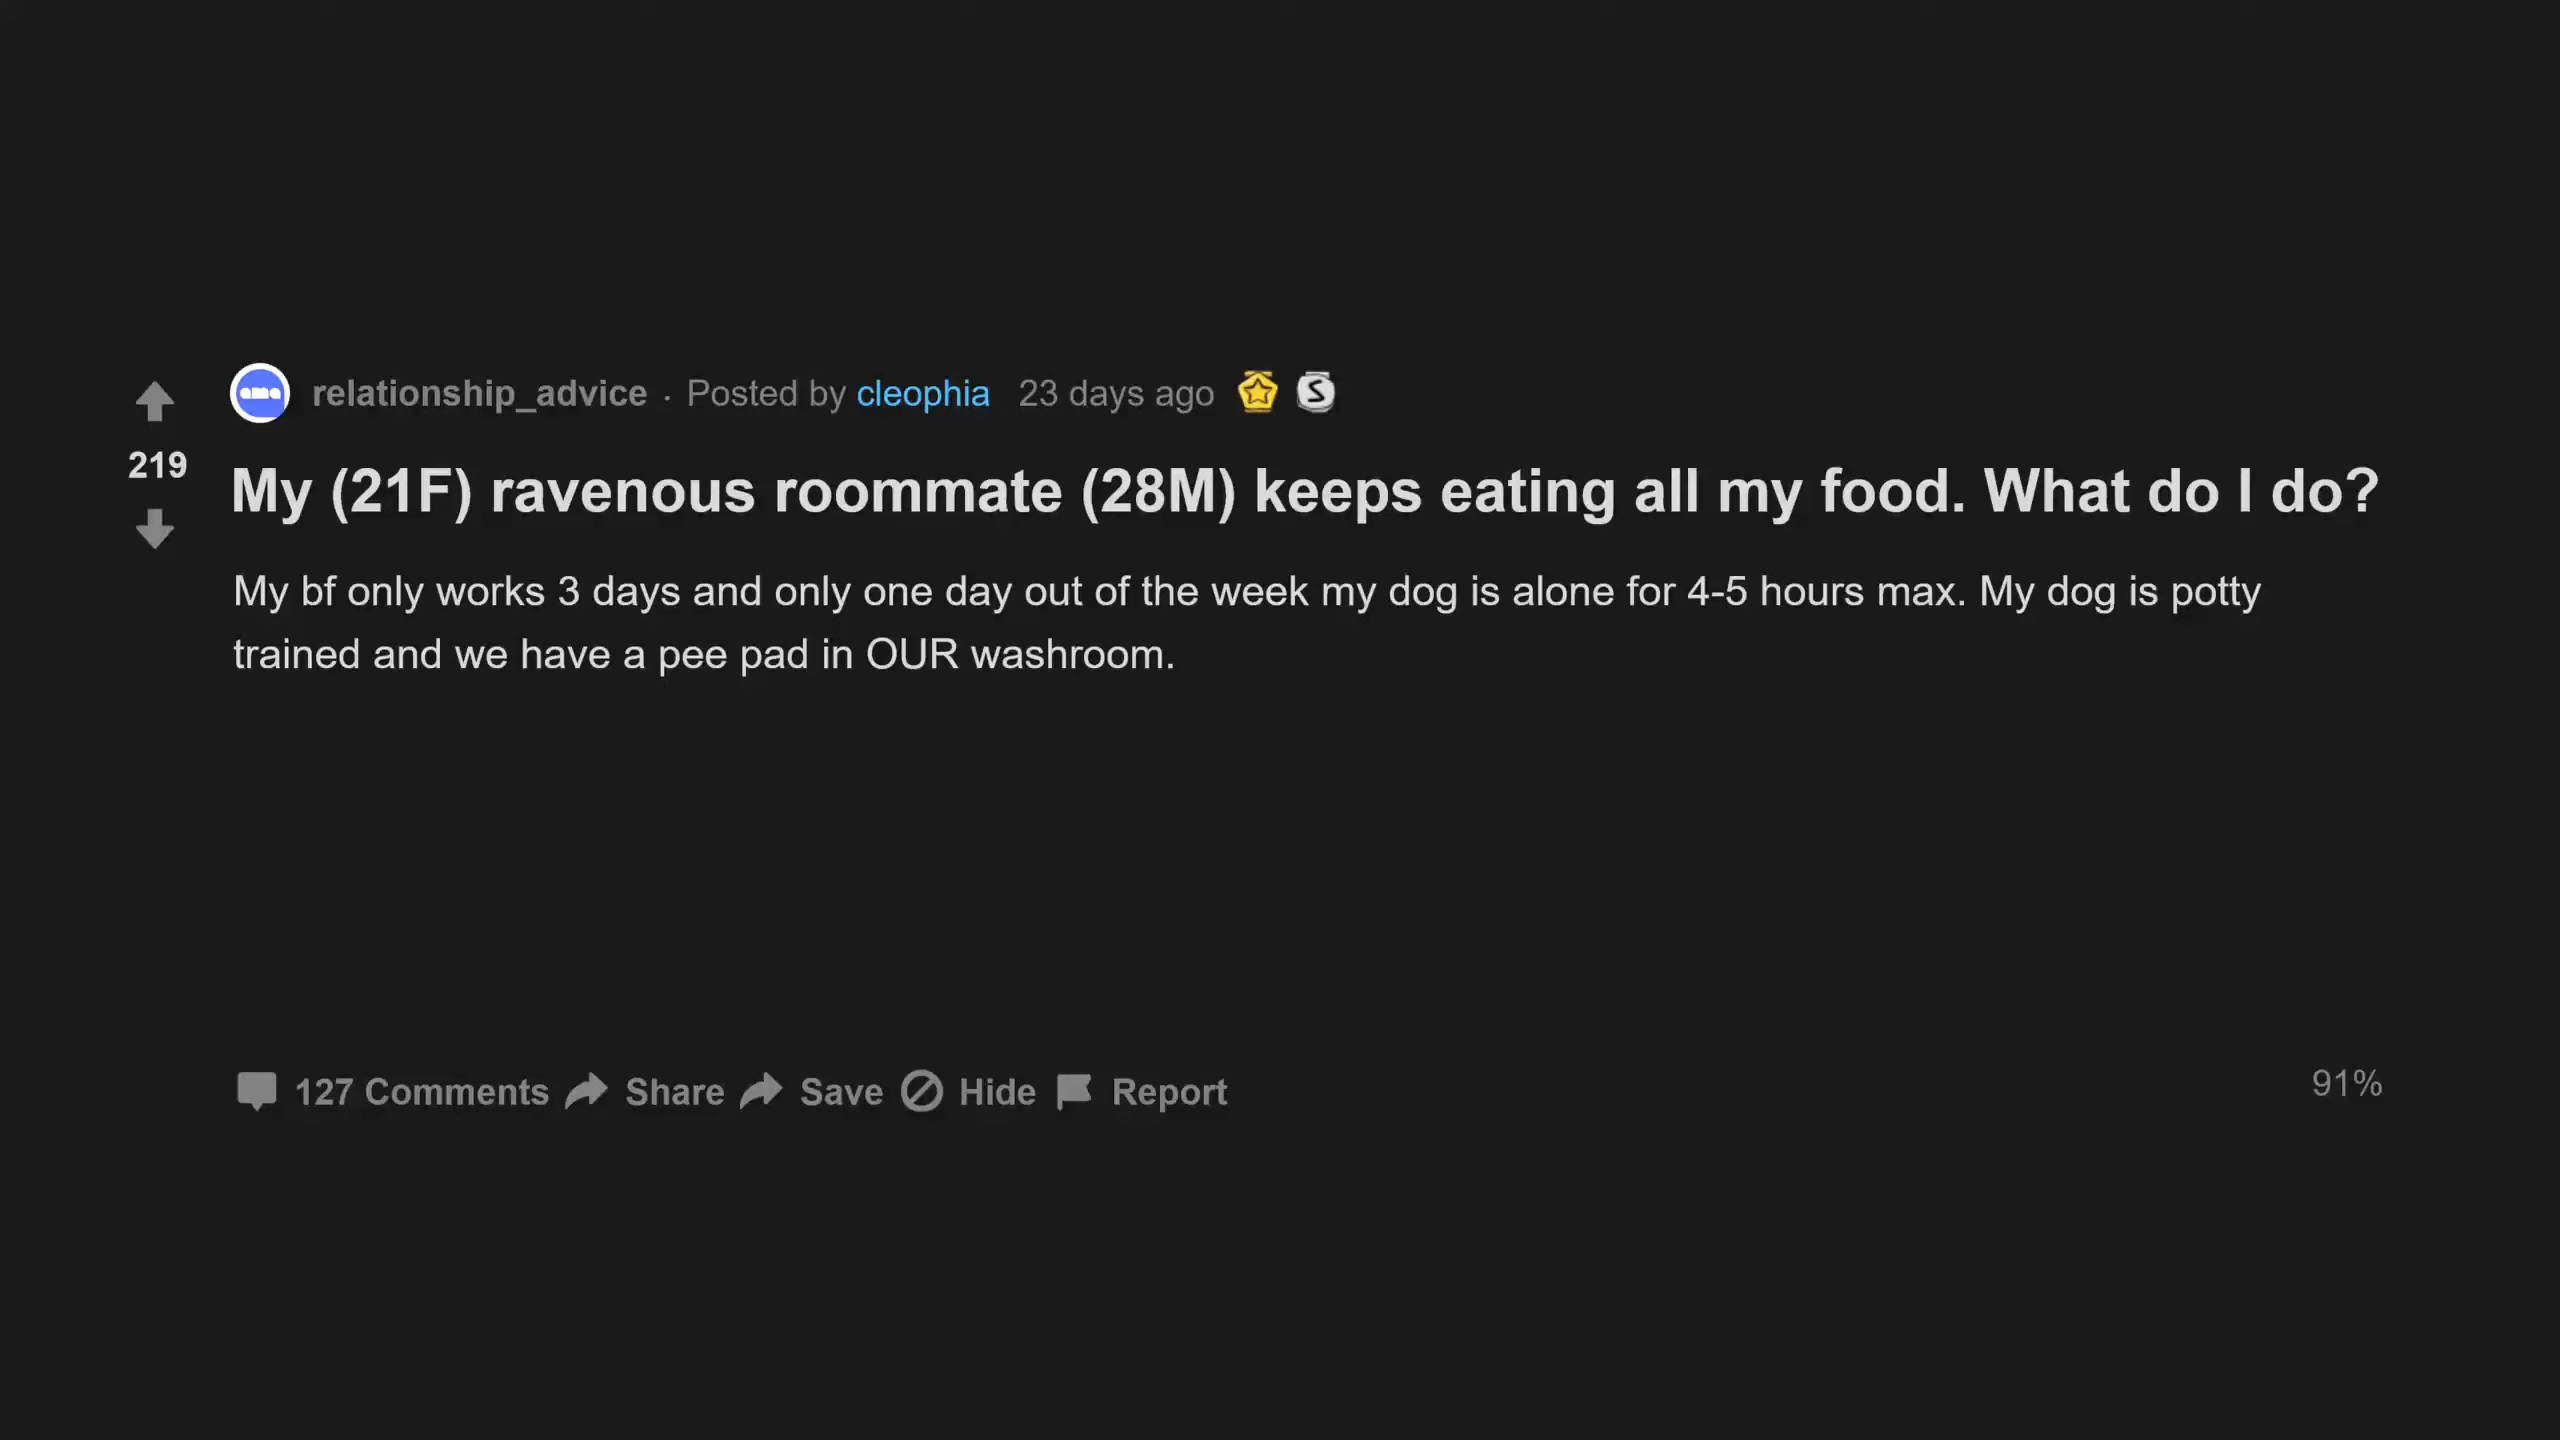 relationship_advice · Posted by cleophia 23 days ago
219
My (21F) ravenous roommate (28M) keeps eating all my food. What do I do?
My bf only works 3 days and only one day out of the week my dog is alone for 4-5 hours max. My dog is potty
trained and we have a pee pad in OUR washroom.
127 Comments Share Save Hide Report
91%